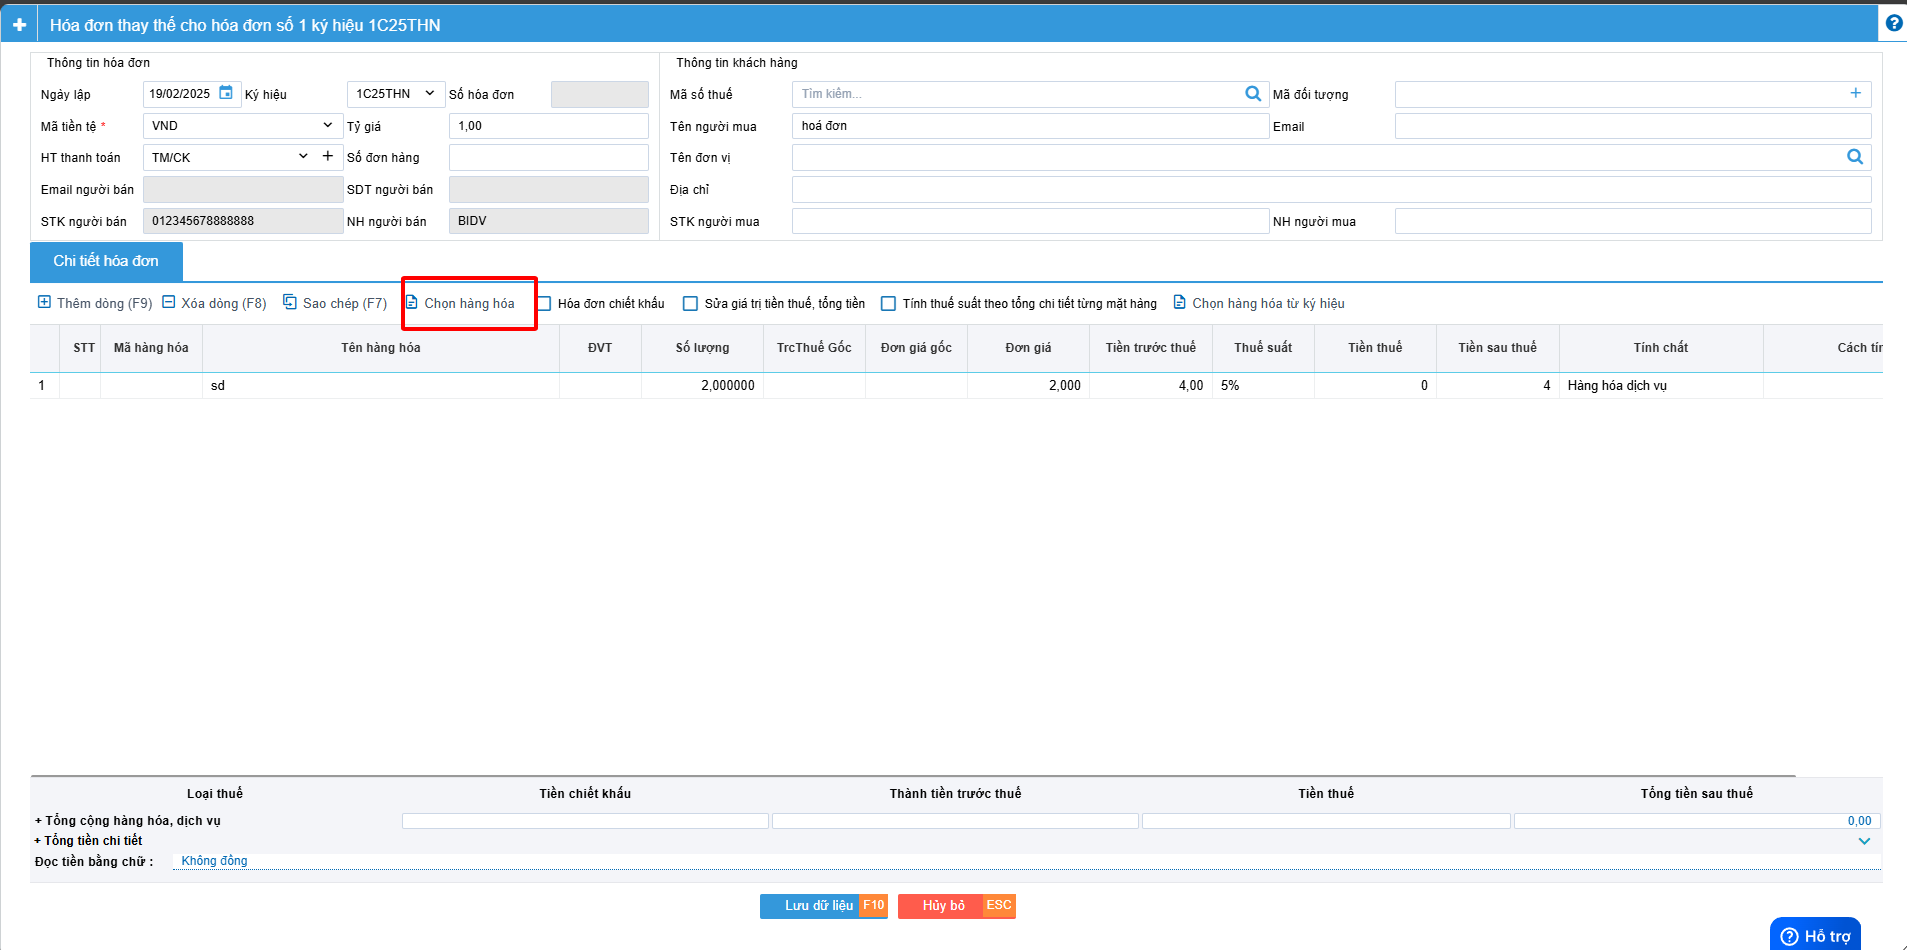 Hóa đơn thay thế cho hóa đơn số 1 ký hiệu 1C25THN
Thông tin hóa đơn
Thông tin khách hàng
Ngày lập 19/02/2025 Ký hiệu 1C25THN Số hóa đơn
Mã số thuế Tìm kiếm... Mã đối tượng
Mã tiền tệ * VND Tỷ giá 1,00
Tên người mua hoá đơn Email
HT thanh toán TM/CK Số đơn hàng
Tên đơn vị
Email người bán SDT người bán
Địa chỉ
STK người bán 012345678888888 NH người bán BIDV
STK người mua NH người mua
Chi tiết hóa đơn
Thêm dòng (F9) Xóa dòng (F8) Sao chép (F7) Chọn hàng hóa Hóa đơn chiết khấu Sửa giá trị tiền thuế, tổng tiền Tính thuế suất theo tổng chi tiết từng mặt hàng Chọn hàng hóa từ ký hiệu
STT Mã hàng hóa Tên hàng hóa ĐVT Số lượng TrcThuế Gốc Đơn giá gốc Đơn giá Tiền trước thuế Thuế suất Tiền thuế Tiền sau thuế Tính chất Cách tír
1 sd 2,000000 2,000 4,00 5% 0 4 Hàng hóa dịch vụ
Loại thuế Tiền chiết khấu Thành tiền trước thuế Tiền thuế Tổng tiền sau thuế
+ Tổng cộng hàng hóa, dịch vụ 0,00
+ Tổng tiền chi tiết
Đọc tiền bằng chữ : Không đồng
Lưu dữ liệu F10 Hủy bỏ ESC
Hỗ trợ